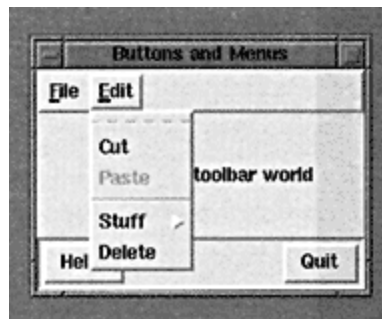 Buttons and Menus
File Edit
Cut
Paste
toolbar world
Stuff
Delete
Hel
Quit